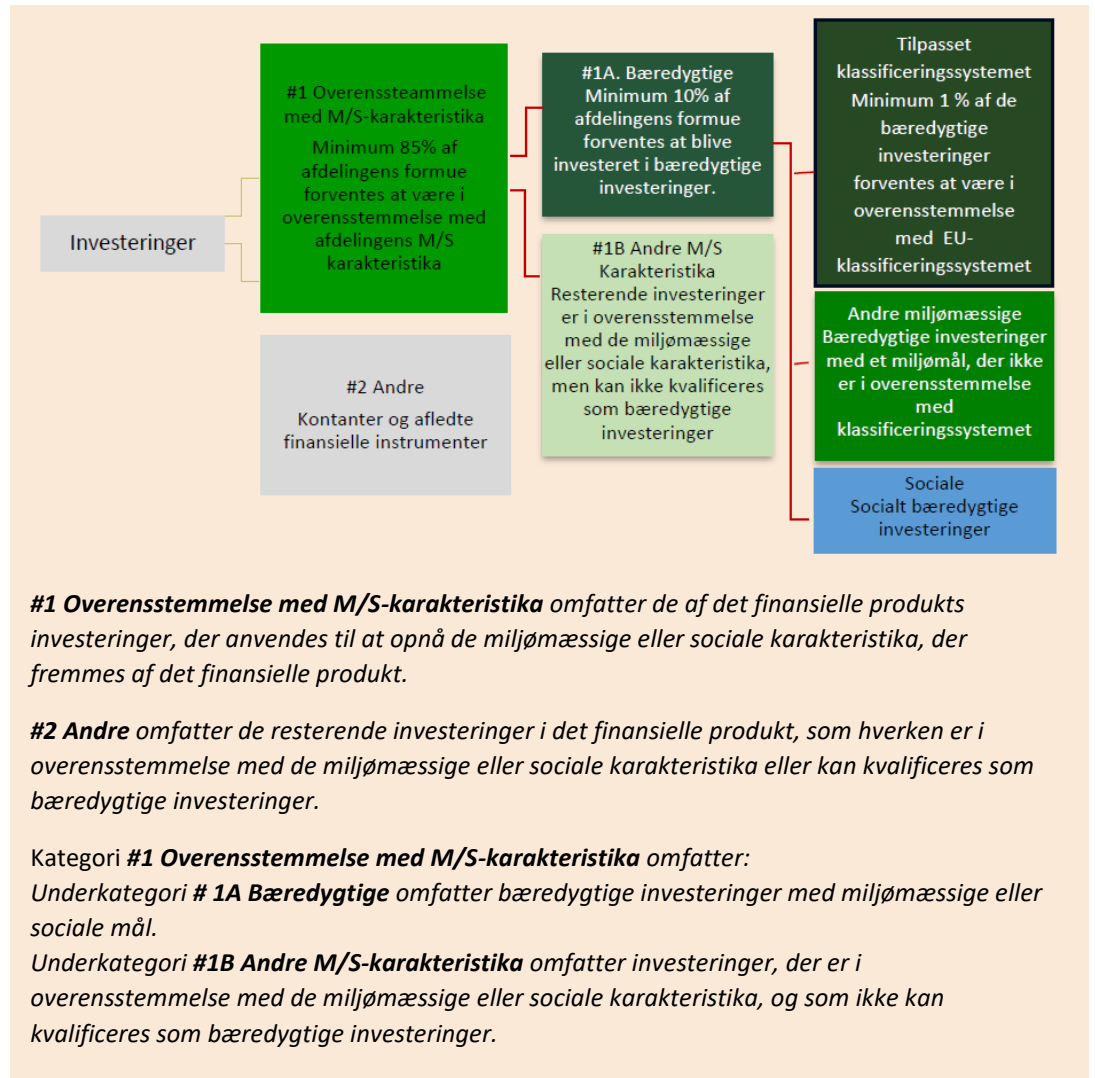 Investeringer
#1 Overenssteammelse
med M/S-karakteristika
Minimum 85% af
afdelingens formue
forventes at være i
overensstemmelse med
afdelingens M/S
karakteristika
#2 Andre
Kontanter og afledte
finansielle instrumenter
#1A. Bæredygtige
Minimum 10% af
afdelingens formue
forventes at blive
investeret i bæredygtige
investeringer.
#1B Andre M/S
Karakteristika
Resterende investeringer
er i overensstemmelse
med de miljømæssige
eller sociale karakteristika,
men kan ikke kvalificeres
som bæredygtige
investeringer
Tilpasset
klassificeringssystemet
Minimum 1 % af de
bæredygtige
investeringer
forventes at være i
overensstemmelse
med EU-
klassificeringssystemet
Andre miljømæssige
Bæredygtige investeringer
med et miljømål, der ikke
er i overensstemmelse
med
klassificeringssystemet
Sociale
Socialt bæredygtige
investeringer
#1 Overensstemmelse med M/S-karakteristika omfatter de af det finansielle produkts
investeringer, der anvendes til at opnå de miljømæssige eller sociale karakteristika, der
fremmes af det finansielle produkt.
#2 Andre omfatter de resterende investeringer i det finansielle produkt, som hverken er i
overensstemmelse med de miljømæssige eller sociale karakteristika eller kan kvalificeres som
bæredygtige investeringer.
Kategori #1 Overensstemmelse med M/S-karakteristika omfatter:
Underkategori # 1A Bæredygtige omfatter bæredygtige investeringer med miljømæssige eller
sociale mål.
Underkategori #1B Andre M/S-karakteristika omfatter investeringer, der er i
overensstemmelse med de miljømæssige eller sociale karakteristika, og som ikke kan
kvalificeres som bæredygtige investeringer.